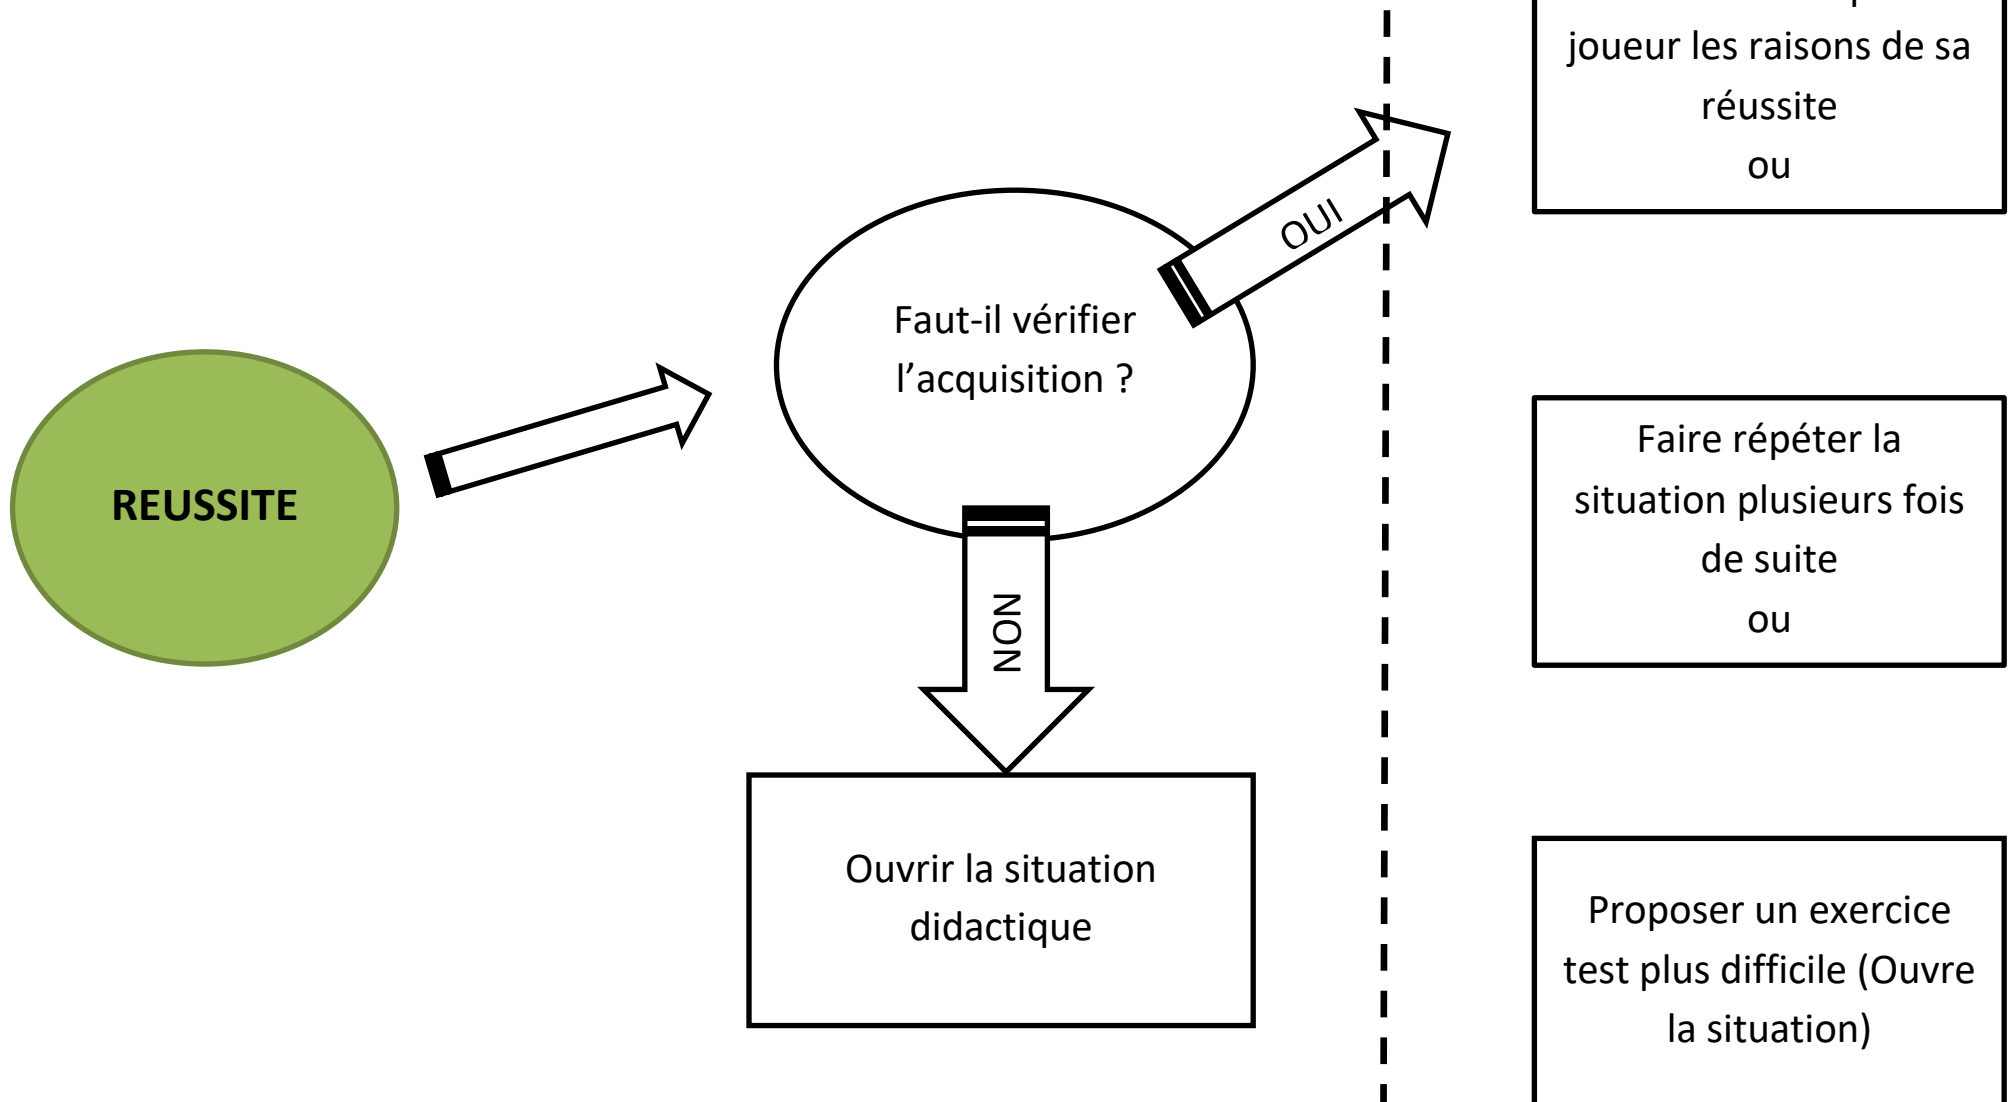 joueur les raisons de sa
réussite
ou
OUI
Faut-il vérifier
l’acquisition ?
REUSSITE
NON
Faire répéter la
situation plusieurs fois
de suite
ou
Ouvrir la situation
didactique
Proposer un exercice
test plus difficile (Ouvre
la situation)